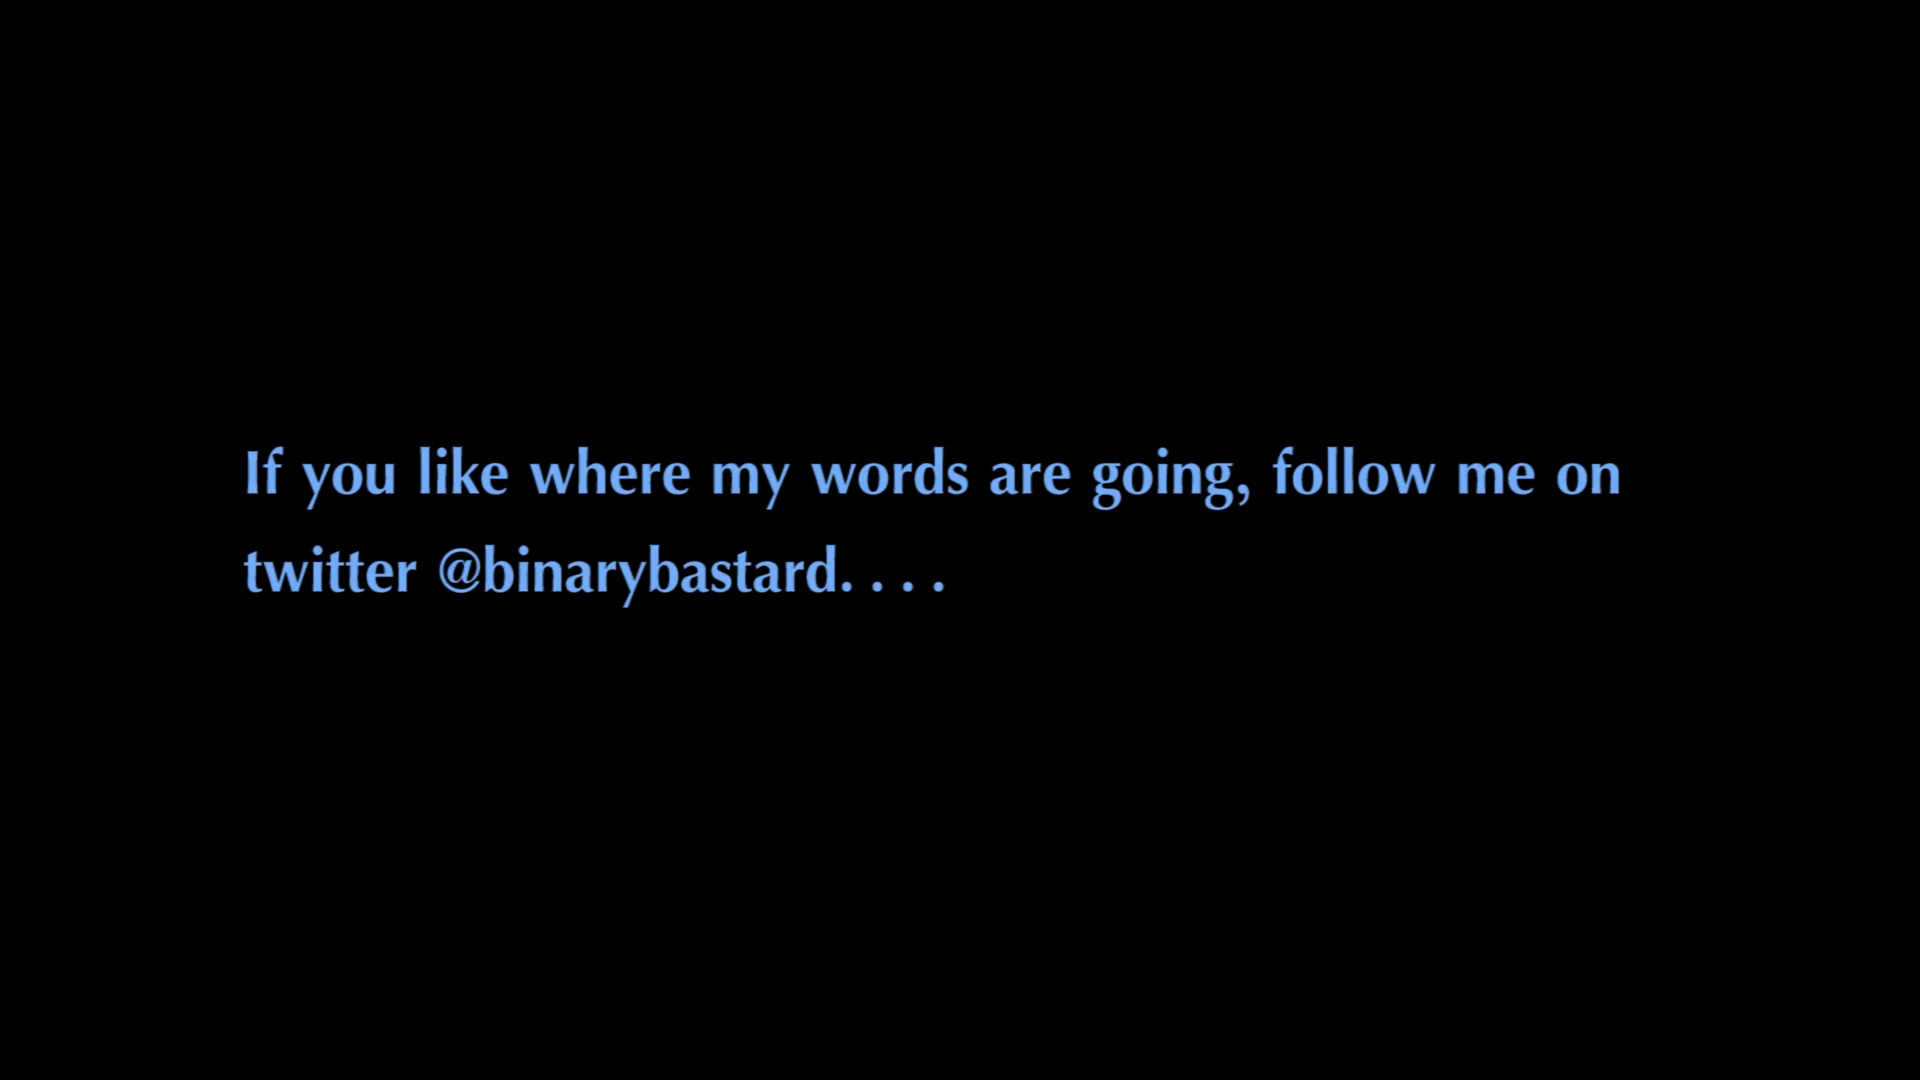 If you like where my words are going, follow me on
twitter @binarybastard. . . .